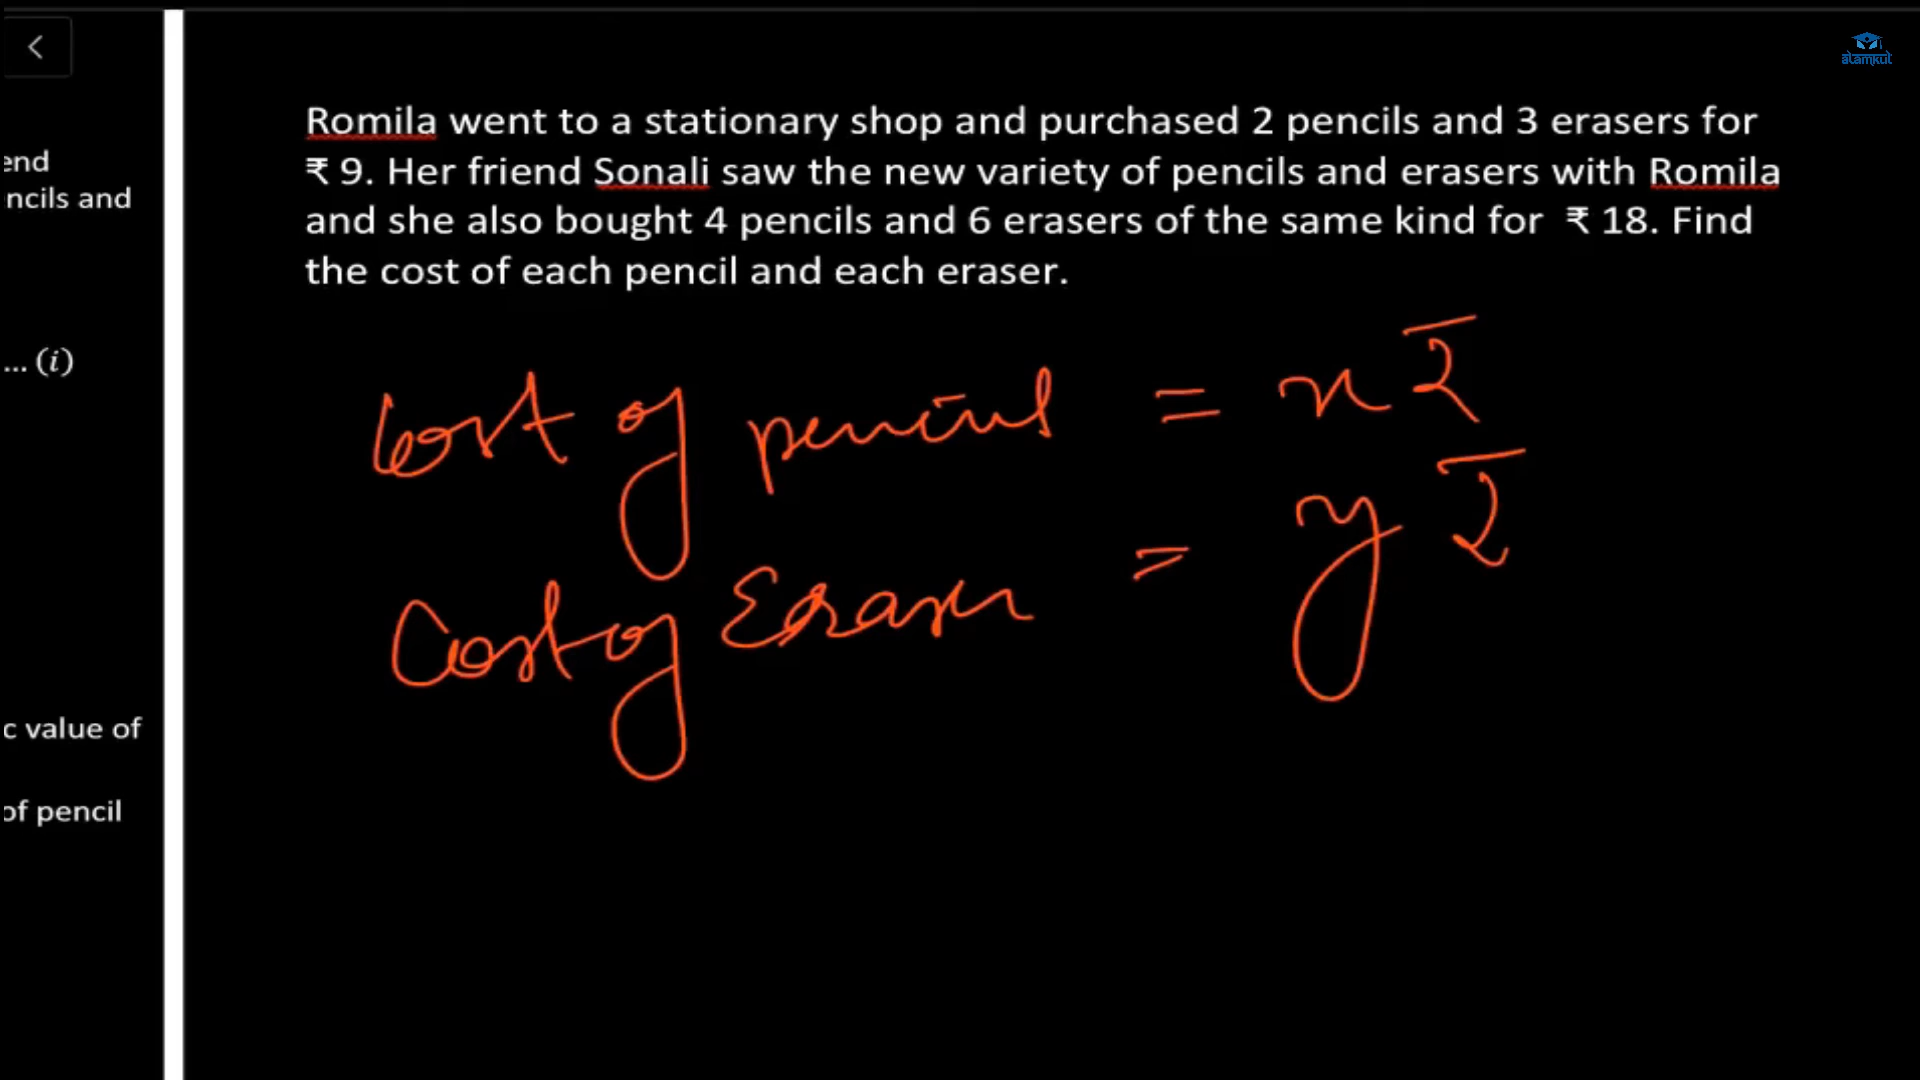 atamkul
Romila went to a stationary shop and purchased 2 pencils and 3 erasers for
₹ 9. Her friend Sonali saw the new variety of pencils and erasers with Romila
and she also bought 4 pencils and 6 erasers of the same kind for ₹ 18. Find
the cost of each pencil and each eraser.
Cost of pencil = x ₹
Cost of Eraser = y ₹
end
ncils and
... (i)
c value of
of pencil